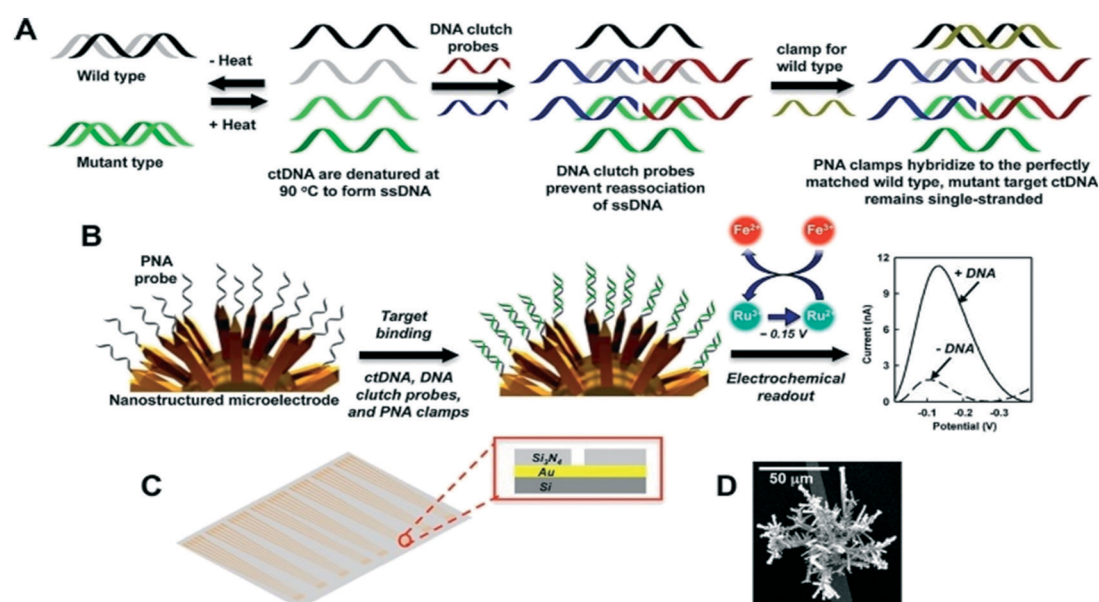 A
Wild type
Mutant type
- Heat
+ Heat
ctDNA are denatured at
90 °C to form ssDNA
DNA clutch
probes
DNA clutch probes
prevent reassociation
of ssDNA
clamp for
wild type
PNA clamps hybridize to the perfectly
matched wild type, mutant target ctDNA
remains single-stranded
B
PNA
probe
Nanostructured microelectrode
Target
binding
ctDNA, DNA
clutch probes,
and PNA clamps
Fe²⁺
Fe³⁺
Ru³⁺
Ru²⁺
– 0.15 V
Electrochemical
readout
Current (nA)
12
9
6
3
0
+ DNA
- DNA
-0.1
-0.2
-0.3
Potential (V)
C
Si₃N₄
Au
Si
D
50 µm